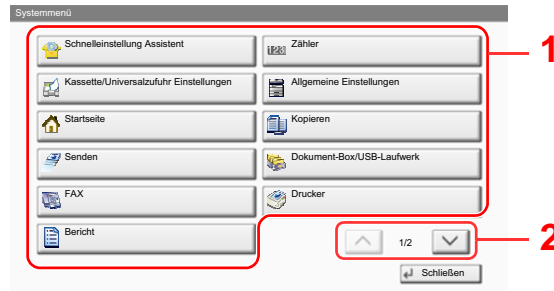 Systemmenü
Schnelleinstellung Assistent
123 Zähler
1
Kassette/Universalzufuhr Einstellungen
Allgemeine Einstellungen
Startseite
Kopieren
Senden
Dokument-Box/USB-Laufwerk
FAX
Drucker
Bericht
1/2
2
Schließen